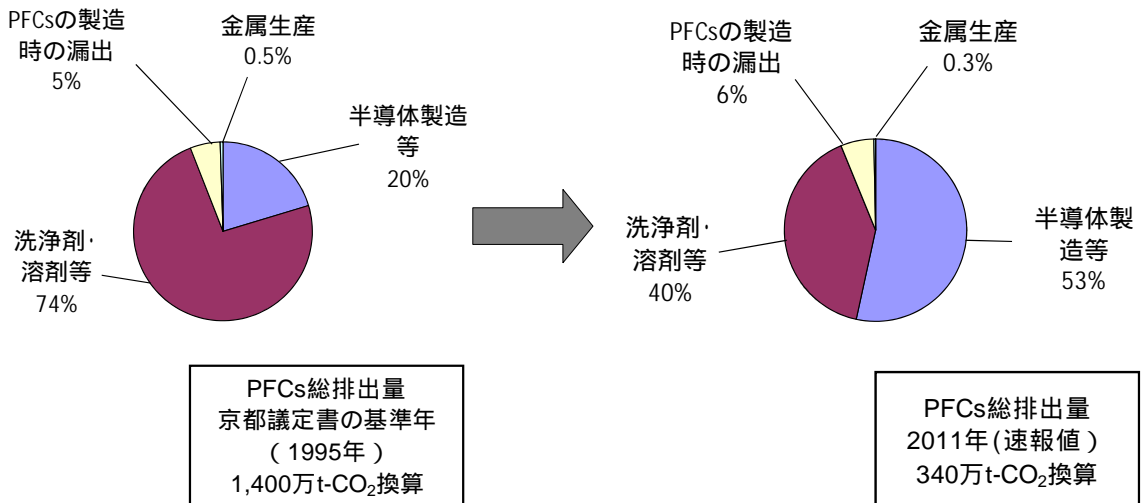 PFCsの製造
時の漏出
5%
金属生産
0.5%
半導体製造
等
20%
洗浄剤・
溶剤等
74%
PFCs総排出量
京都議定書の基準年
(1995年)
1,400万t-CO₂換算
PFCsの製造
時の漏出
6%
金属生産
0.3%
半導体製
造等
53%
洗浄剤・
溶剤等
40%
PFCs総排出量
2011年(速報値)
340万t-CO₂換算